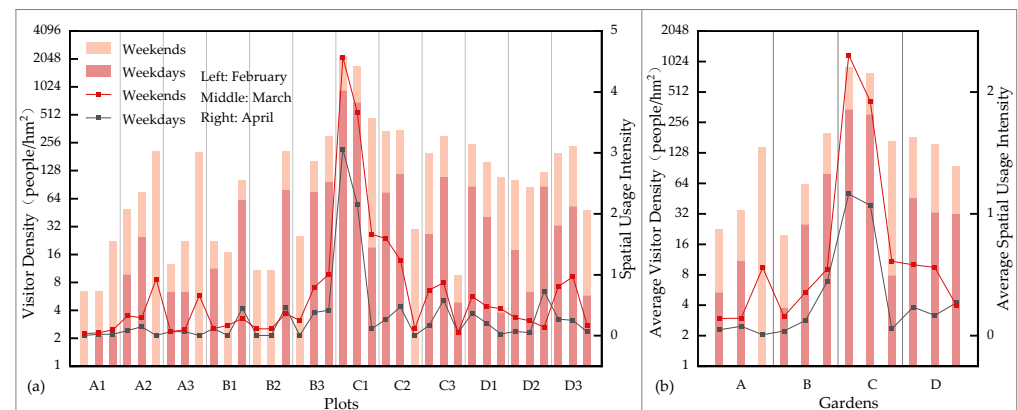 4096
2048
1024
512
256
128
64
32
16
8
4
2
1
Visitor Density (people/hm²)
Weekends
Weekdays
Weekends
Weekdays
Left: February
Middle: March
Right: April
5
4
3
2
1
0
Spatial Usage Intensity
(a)
A1 A2 A3 B1 B2 B3 C1 C2 C3 D1 D2 D3
Plots
2048
1024
512
256
128
64
32
16
8
4
2
1
Average Visitor Density (people/hm²)
2
1
0
Average Spatial Usage Intensity
(b)
A B C D
Gardens